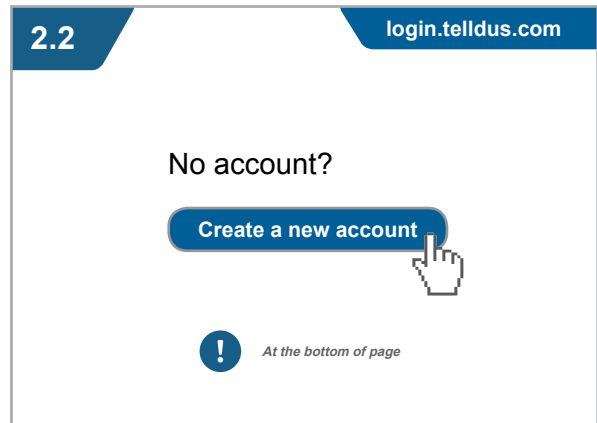 2.2
login.telldus.com
No account?
Create a new account
!
At the bottom of page